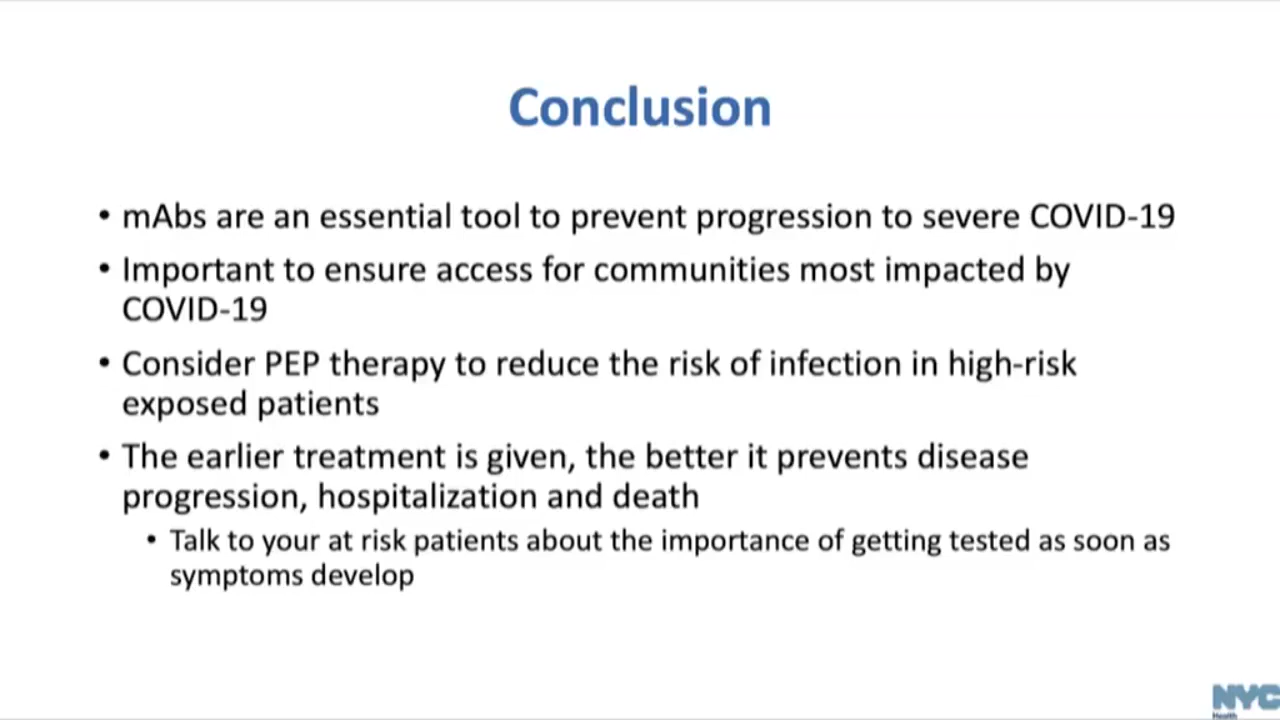 Conclusion
• mAbs are an essential tool to prevent progression to severe COVID-19
• Important to ensure access for communities most impacted by
COVID-19
• Consider PEP therapy to reduce the risk of infection in high-risk
exposed patients
• The earlier treatment is given, the better it prevents disease
progression, hospitalization and death
• Talk to your at risk patients about the importance of getting tested as soon as
symptoms develop
NYC
Health